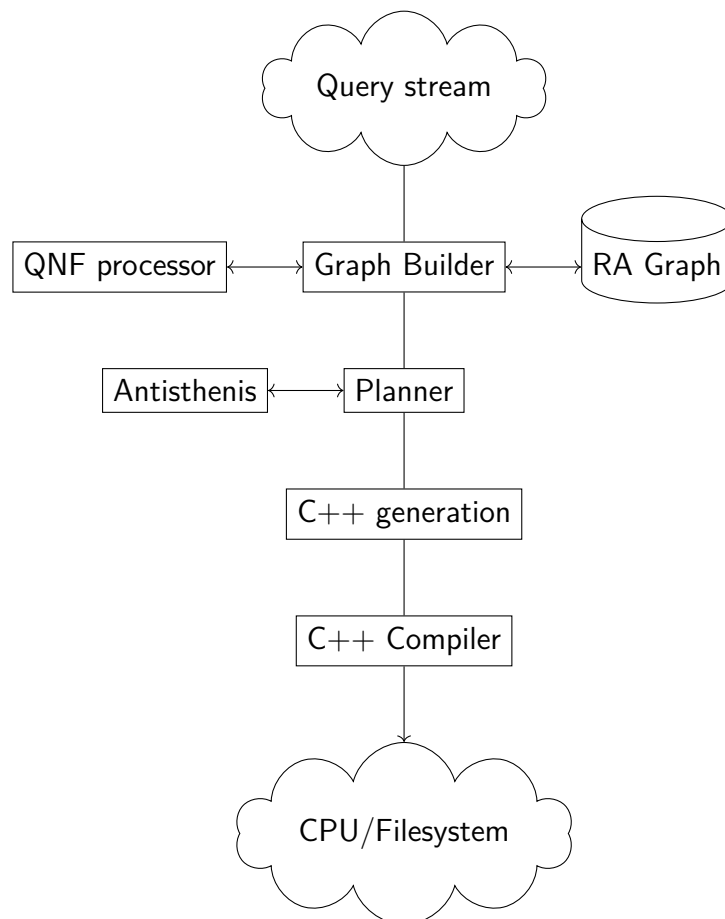 Query stream
QNF processor
Graph Builder
RA Graph
Antisthenis
Planner
C++ generation
C++ Compiler
CPU/Filesystem